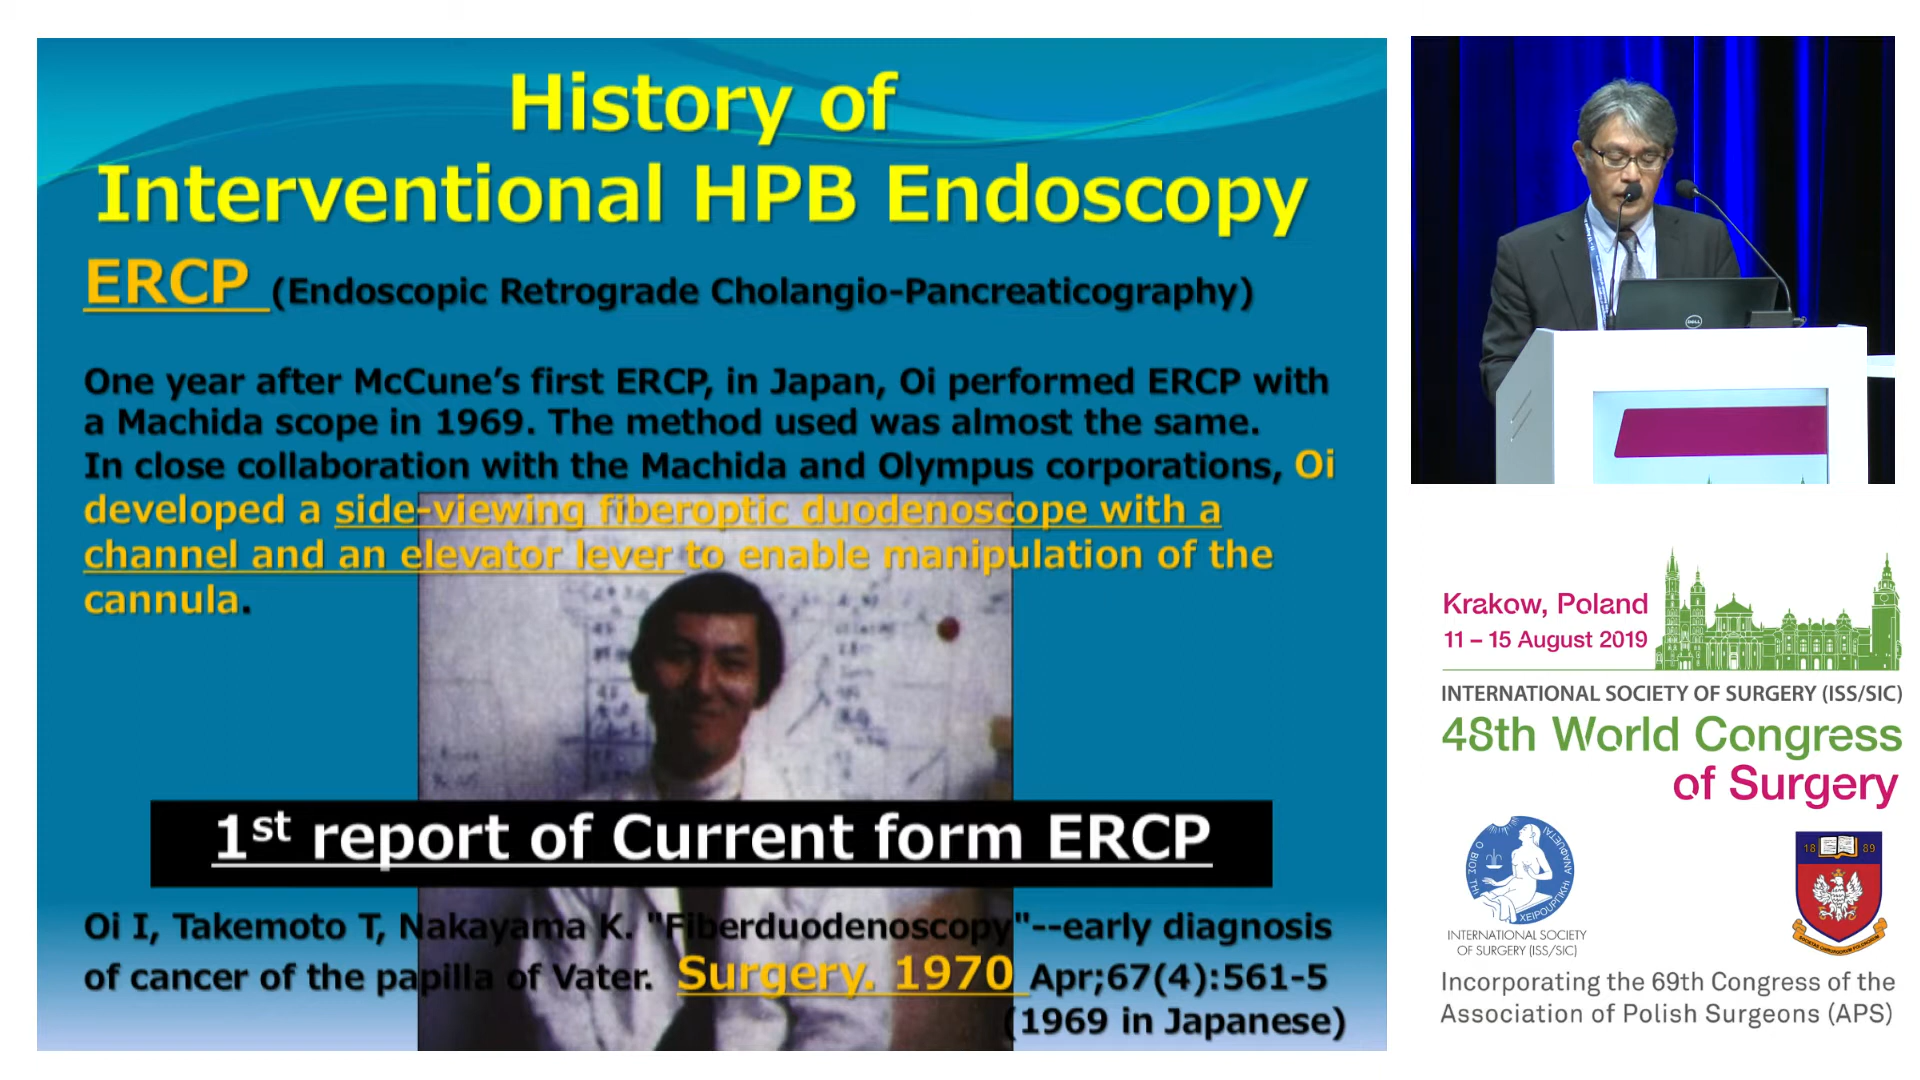 History of
Interventional HPB Endoscopy
ERCP (Endoscopic Retrograde Cholangio-Pancreaticography)
One year after McCune’s first ERCP, in Japan, Oi performed ERCP with
a Machida scope in 1969. The method used was almost the same.
In close collaboration with the Machida and Olympus corporations, Oi
developed a side-viewing fiberoptic duodenoscope with a
channel and an elevator lever to enable manipulation of the
cannula.
1st report of Current form ERCP
Oi I, Takemoto T, Nakayama K. "Fiberduodenoscopy"--early diagnosis
of cancer of the papilla of Vater. Surgery. 1970 Apr;67(4):561-5
(1969 in Japanese)
DELL
Krakow, Poland
11 – 15 August 2019
INTERNATIONAL SOCIETY OF SURGERY (ISS/SIC)
48th World Congress
of Surgery
18 89
INTERNATIONAL SOCIETY
OF SURGERY (ISS/SIC)
Incorporating the 69th Congress of the
Association of Polish Surgeons (APS)